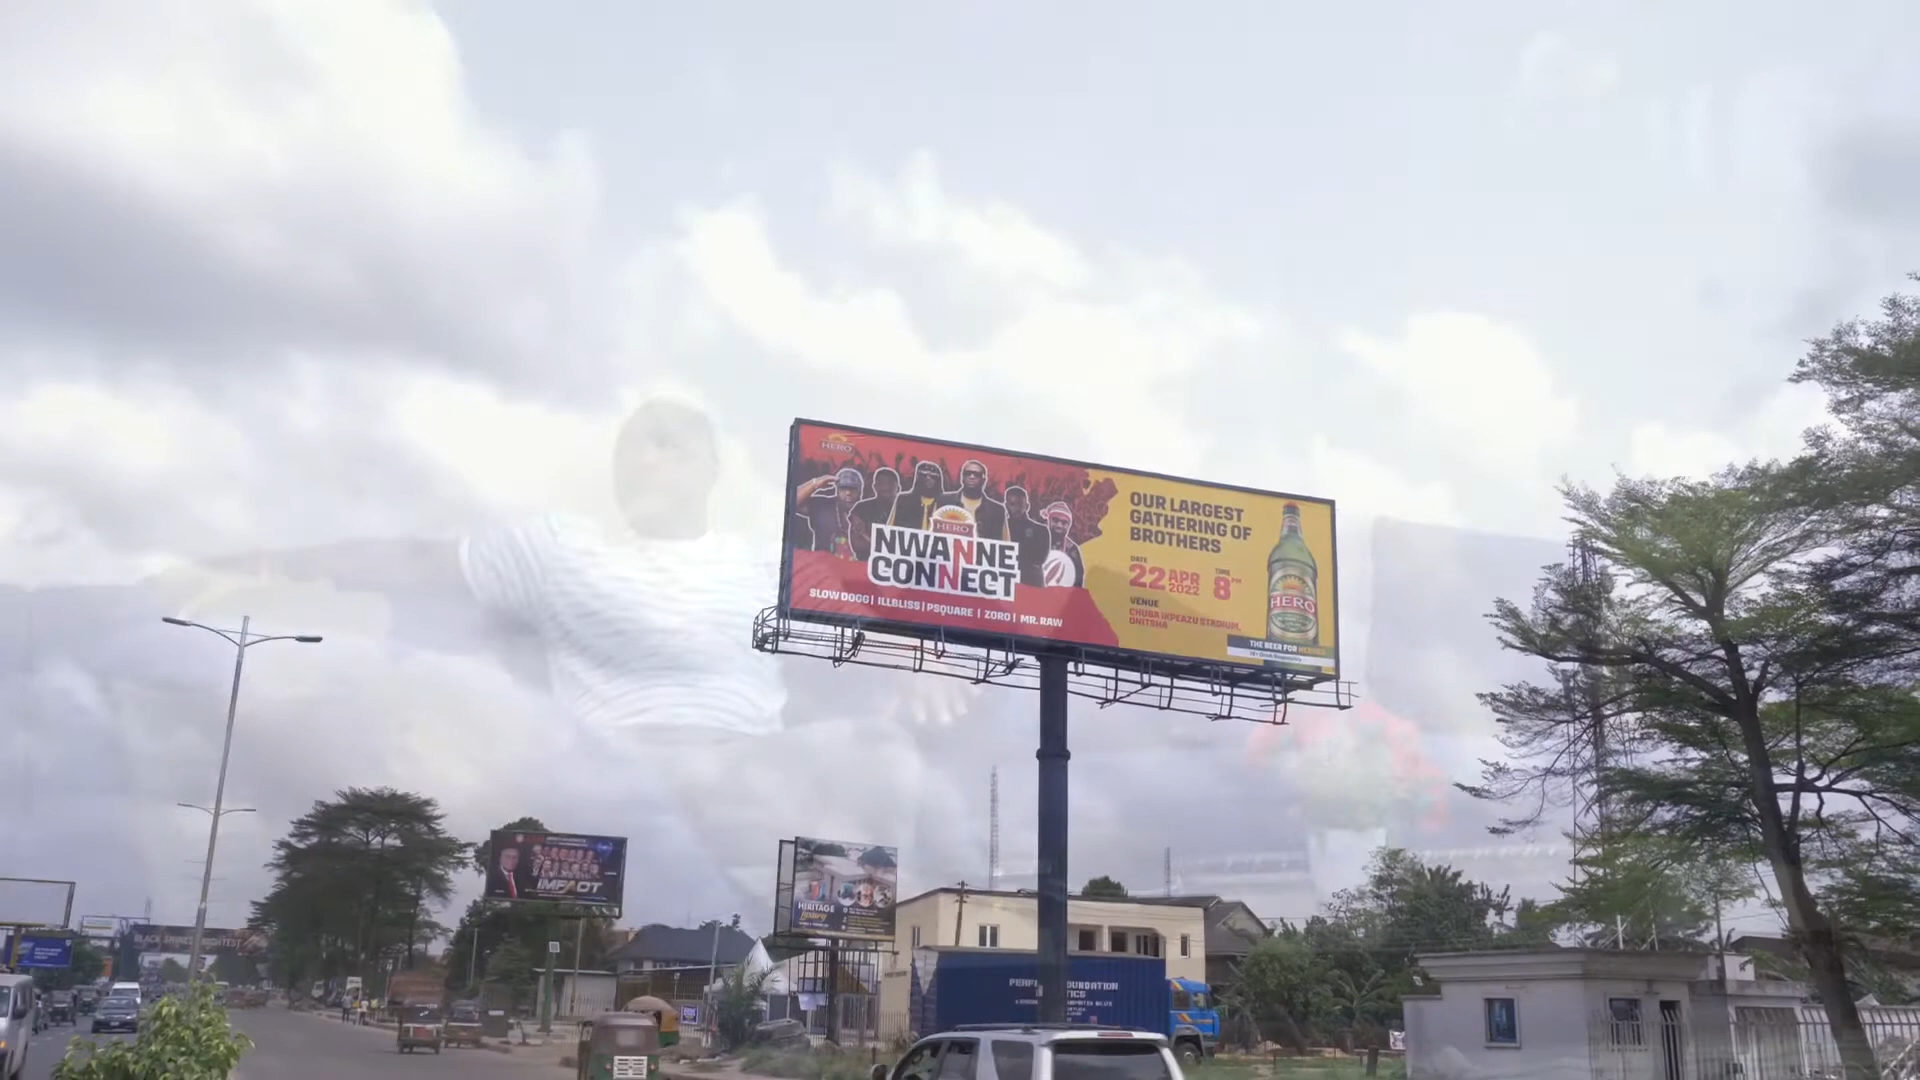 HERO
HERO
NWANNE
CONNECT
SLOW DOGG | ILLBLISS | PSQUARE | ZORO | MR. RAW
OUR LARGEST
GATHERING OF
BROTHERS
DATE
22 APR 2022
TIME
8PM
VENUE
CHUBA IKPEAZU STADIUM,
ONITSHA
HERO
THE BEER FOR HEROES
IMPACT
HERITAGE
Luxury